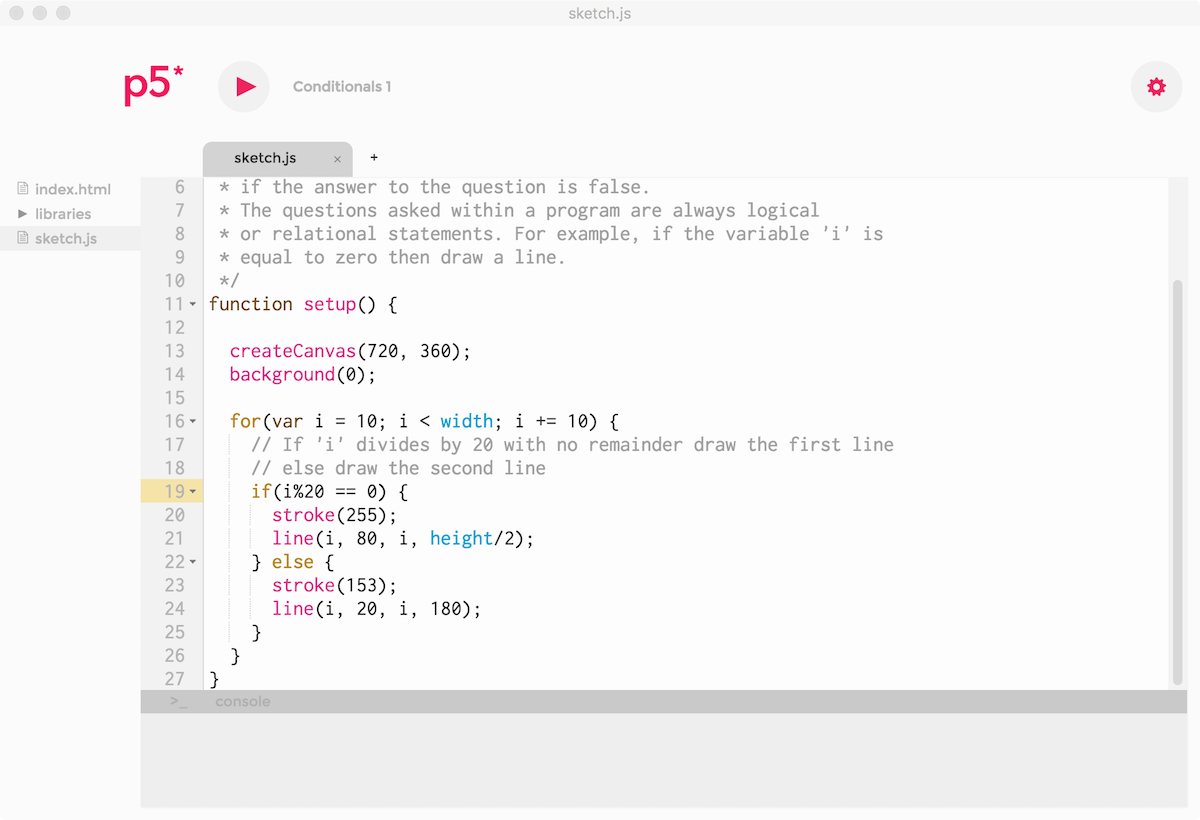 sketch.js
p5*
Conditionals 1
sketch.js × +
index.html
libraries
sketch.js
6 * if the answer to the question is false.
7 * The questions asked within a program are always logical
8 * or relational statements. For example, if the variable 'i' is
9 * equal to zero then draw a line.
10 */
11 function setup() {
12
13 createCanvas(720, 360);
14 background(0);
15
16 for(var i = 10; i < width; i += 10) {
17 // If 'i' divides by 20 with no remainder draw the first line
18 // else draw the second line
19 if(i%20 == 0) {
20 stroke(255);
21 line(i, 80, i, height/2);
22 } else {
23 stroke(153);
24 line(i, 20, i, 180);
25 }
26 }
27 }
>_ console